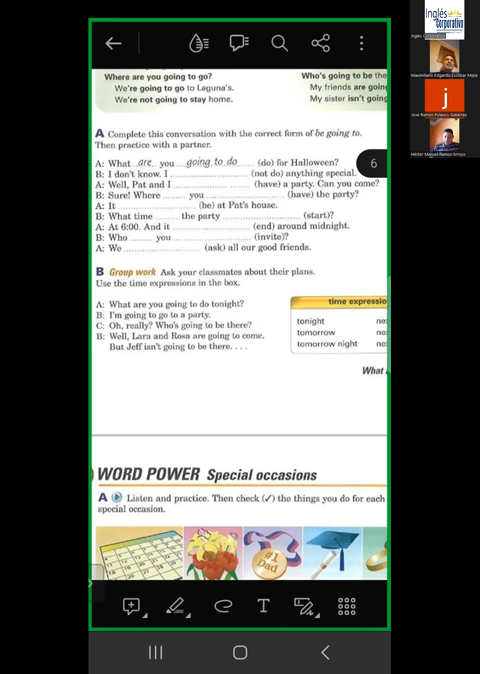 Where are you going to go?
We're going to go to Laguna's.
We're not going to stay home.
Who's going to be the
My friends are going
My sister isn't going
A Complete this conversation with the correct form of be going to.
Then practice with a partner.
6
A: What are you going to do (do) for Halloween?
B: I don't know. I ............ (not do) anything special.
A: Well, Pat and I ............ (have) a party. Can you come?
B: Sure! Where ...... you ............ (have) the party?
A: It ............ (be) at Pat's house.
B: What time ...... the party ............ (start)?
A: At 6:00. And it ............ (end) around midnight.
B: Who ...... you ............ (invite)?
A: We ............ (ask) all our good friends.
B Group work Ask your classmates about their plans.
Use the time expressions in the box.
A: What are you going to do tonight?
B: I'm going to go to a party.
C: Oh, really? Who's going to be there?
B: Well, Lara and Rosa are going to come.
But Jeff isn't going to be there. . . .
time expressio
tonight
tomorrow
tomorrow night
What
WORD POWER Special occasions
A Listen and practice. Then check (✓) the things you do for each
special occasion.
#1
Dad
T
Inglés
Corporativo
Maximiliano Edgardo Escobar Mejia
j
José Ramón Polanco Gutierrez
Héctor Manuel Ramos Arroyo